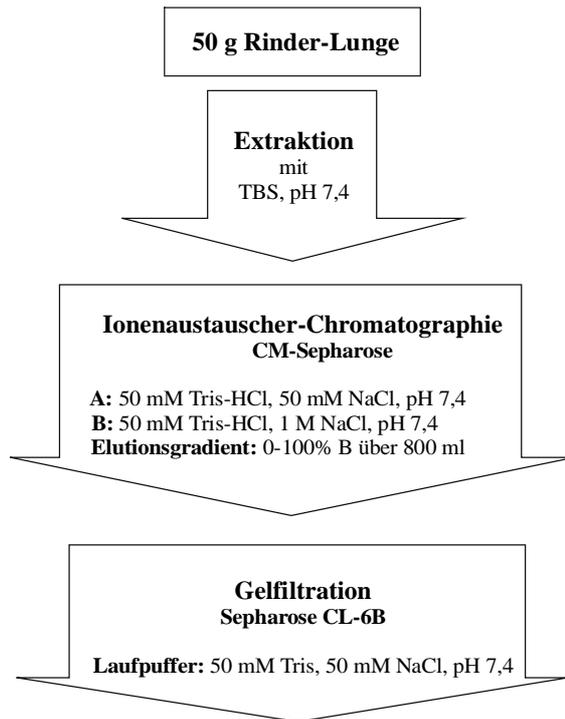 50 g Rinder-Lunge
Extraktion
mit
TBS, pH 7,4
Ionenaustauscher-Chromatographie
CM-Sepharose
A: 50 mM Tris-HCl, 50 mM NaCl, pH 7,4
B: 50 mM Tris-HCl, 1 M NaCl, pH 7,4
Elutionsgradient: 0-100% B über 800 ml
Gelfiltration
Sepharose CL-6B
Laufpuffer: 50 mM Tris, 50 mM NaCl, pH 7,4